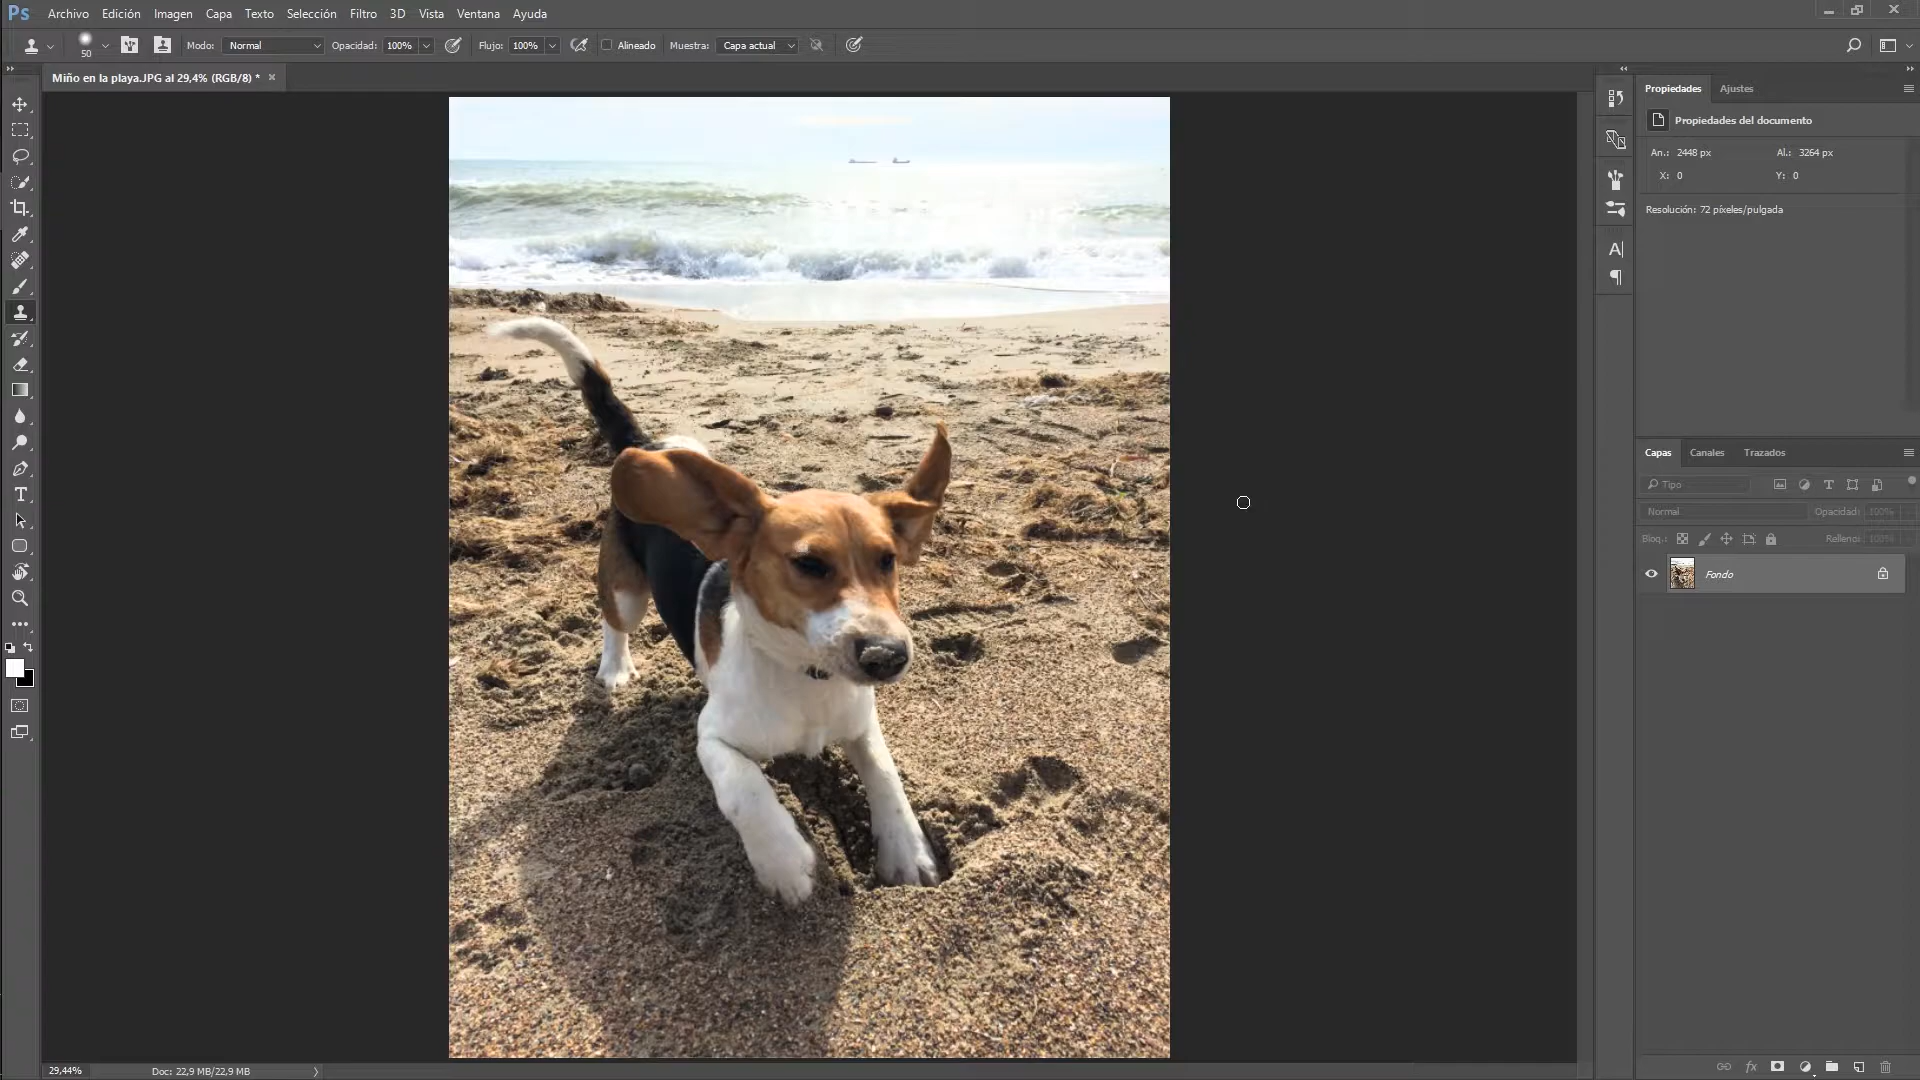 Ps Archivo Edición Imagen Capa Texto Selección Filtro 3D Vista Ventana Ayuda
50 Modo: Normal Opacidad: 100% Flujo: 100% Alineado Muestra: Capa actual
Miño en la playa.JPG al 29,4% (RGB/8) * ×
Propiedades Ajustes
Propiedades del documento
An.: 2448 px Al.: 3264 px
X: 0 Y: 0
Resolución: 72 píxeles/pulgada
Capas Canales Trazados
Tipo
Normal Opacidad: 100%
Bloq.: Relleno: 100%
Fondo
29,44% Doc: 22,9 MB/22,9 MB